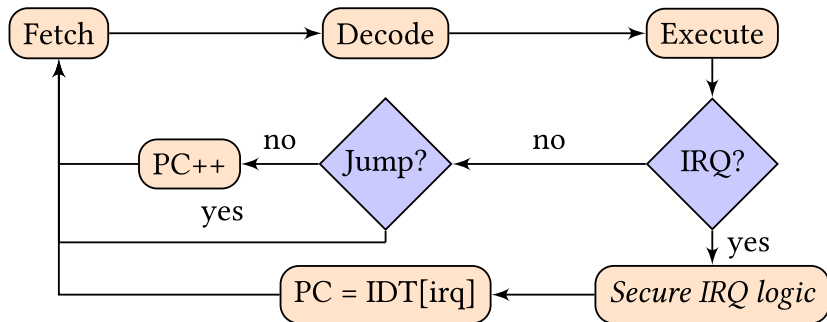 Fetch
Decode
Execute
no
no
PC++
Jump?
IRQ?
yes
yes
PC = IDT[irq]
Secure IRQ logic